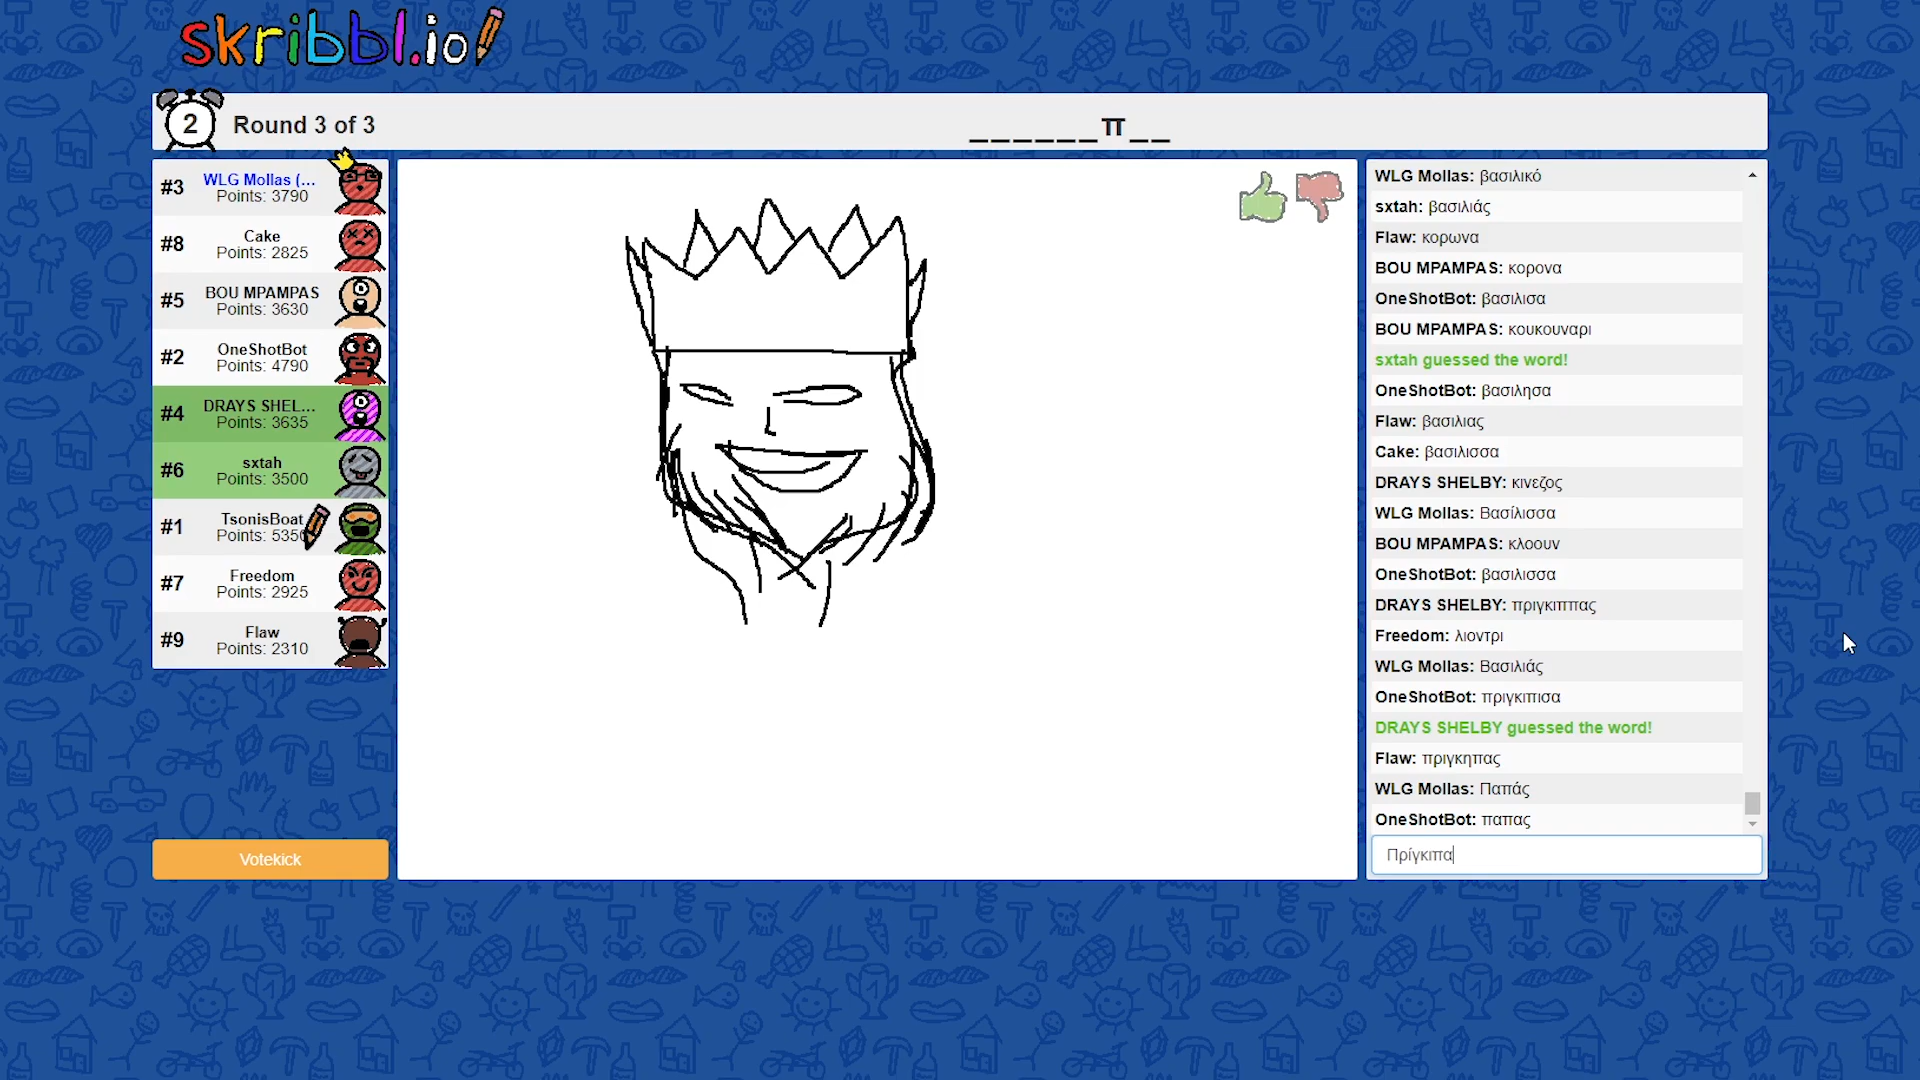 skribbl.io
2
Round 3 of 3
______π__
#3 WLG Mollas (...
Points: 3790
#8 Cake
Points: 2825
#5 BOU MPAMPAS
Points: 3630
#2 OneShotBot
Points: 4790
#4 DRAYS SHEL...
Points: 3635
#6 sxtah
Points: 3500
#1 TsonisBoat
Points: 5350
#7 Freedom
Points: 2925
#9 Flaw
Points: 2310
Votekick
WLG Mollas: βασιλικό
sxtah: βασιλιάς
Flaw: κορωνα
BOU MPAMPAS: κορονα
OneShotBot: βασιλισα
BOU MPAMPAS: κουκουναρι
sxtah guessed the word!
OneShotBot: βασιλησα
Flaw: βασιλιας
Cake: βασιλισσα
DRAYS SHELBY: κινεζος
WLG Mollas: Βασίλισσα
BOU MPAMPAS: κλοουν
OneShotBot: βασιλισσα
DRAYS SHELBY: πριγκιππας
Freedom: λιοντρι
WLG Mollas: Βασιλιάς
OneShotBot: πριγκιπισα
DRAYS SHELBY guessed the word!
Flaw: πριγκηπας
WLG Mollas: Παπάς
OneShotBot: παπας
Πρίγκιπα